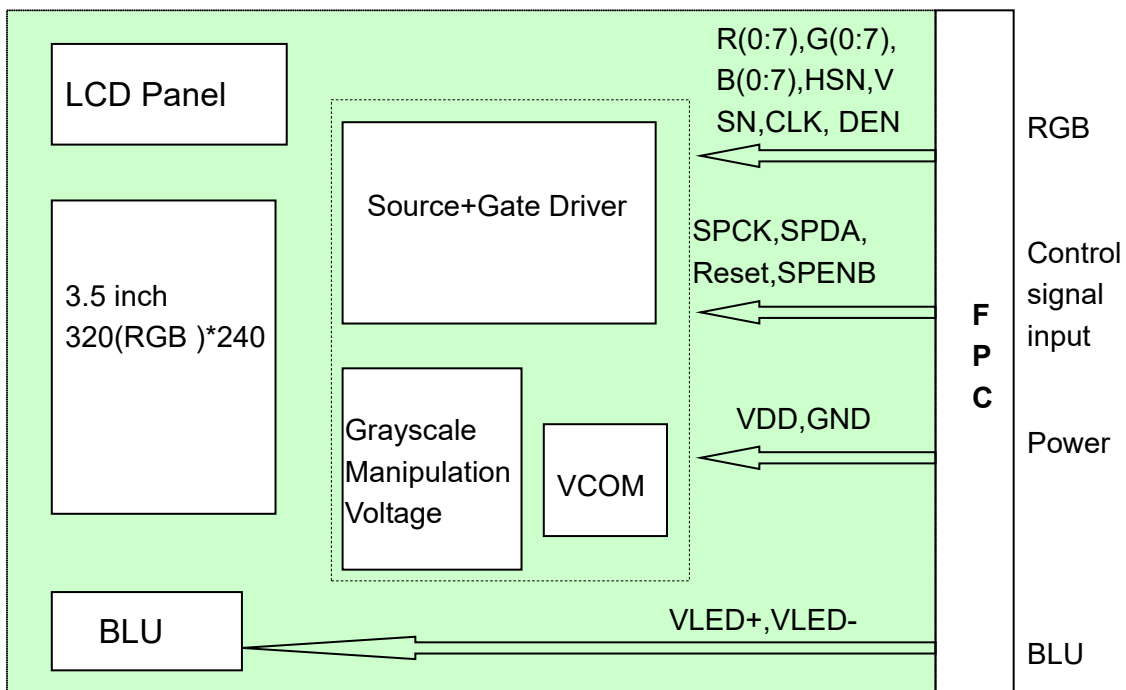 LCD Panel
3.5 inch
320(RGB )*240
BLU
Source+Gate Driver
Grayscale
Manipulation
Voltage
VCOM
R(0:7),G(0:7),
B(0:7),HSN,V
SN,CLK, DEN
SPCK,SPDA,
Reset,SPENB
VDD,GND
VLED+,VLED-
F
P
C
RGB
Control
signal
input
Power
BLU